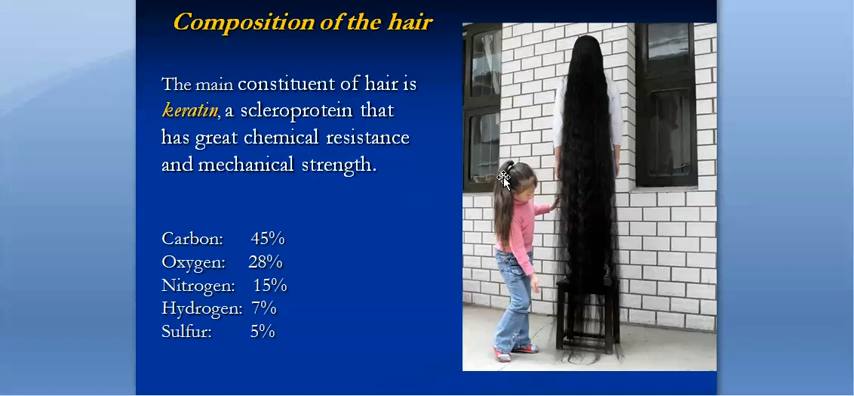 Composition of the hair
The main constituent of hair is
keratin, a scleroprotein that
has great chemical resistance
and mechanical strength.
Carbon: 45%
Oxygen: 28%
Nitrogen: 15%
Hydrogen: 7%
Sulfur: 5%